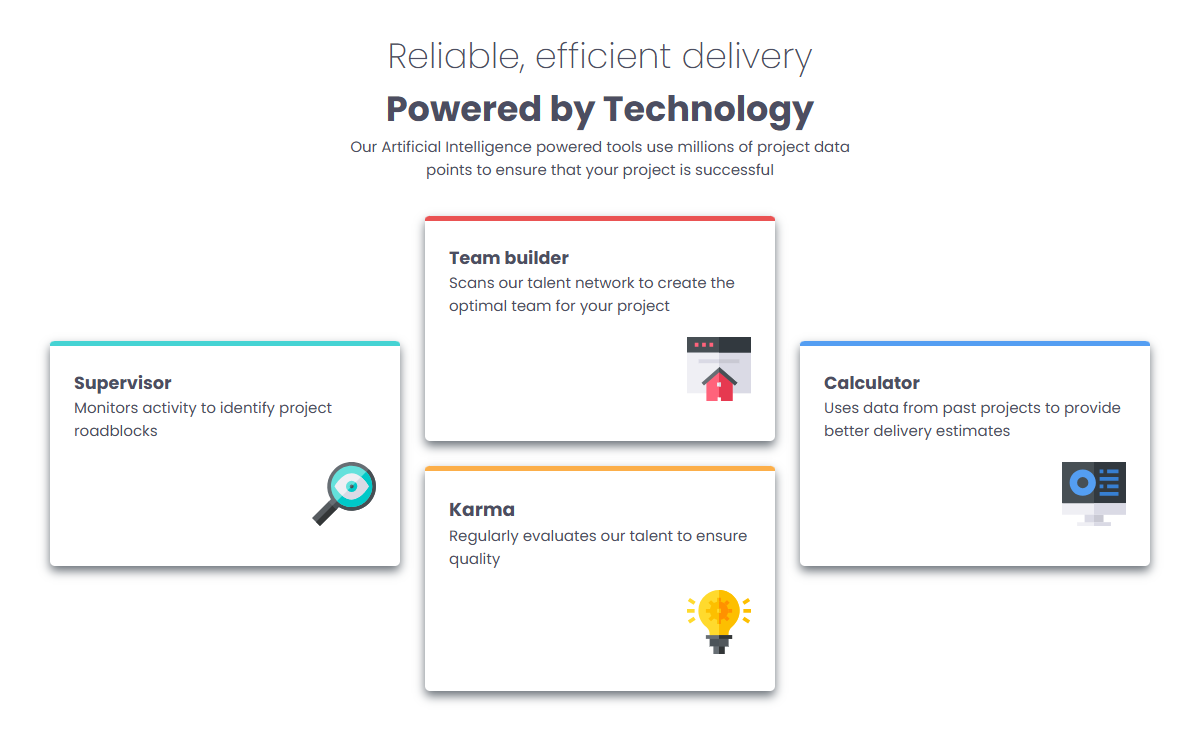 Reliable, efficient delivery
Powered by Technology
Our Artificial Intelligence powered tools use millions of project data
points to ensure that your project is successful
Team builder
Scans our talent network to create the
optimal team for your project
Supervisor
Monitors activity to identify project
roadblocks
Calculator
Uses data from past projects to provide
better delivery estimates
Karma
Regularly evaluates our talent to ensure
quality